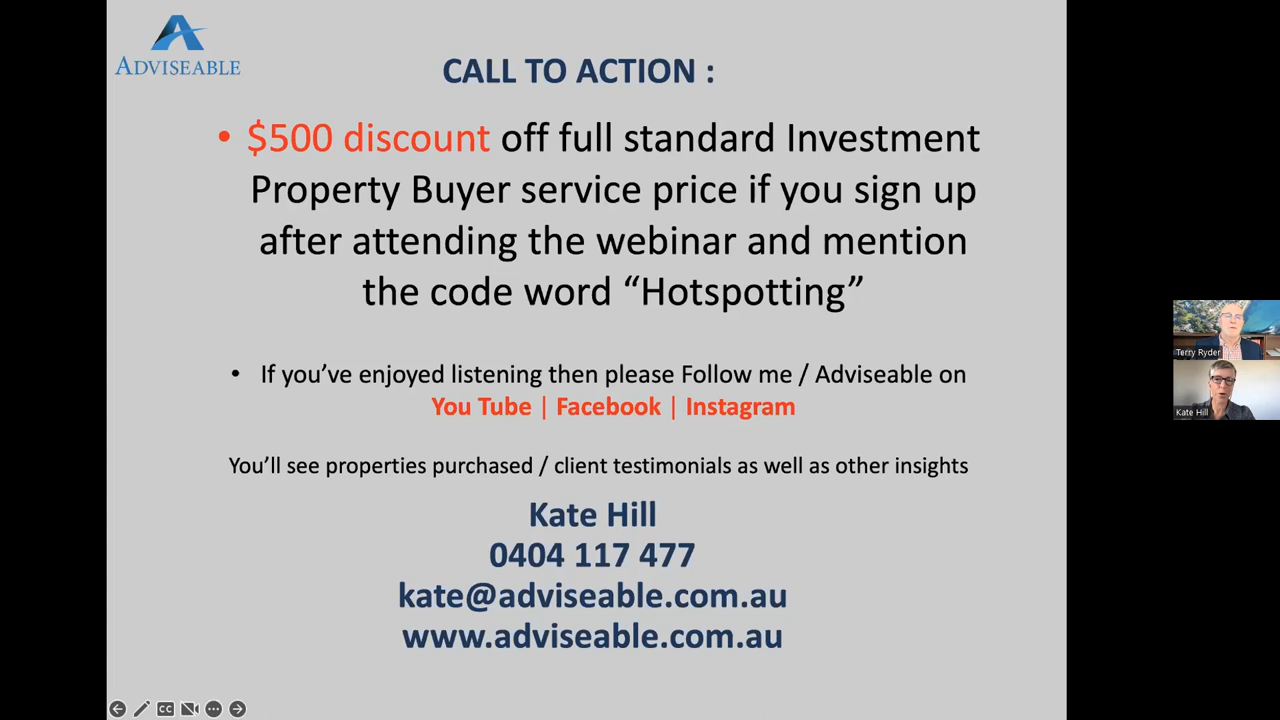 ADVISEABLE
CALL TO ACTION :
• $500 discount off full standard Investment
Property Buyer service price if you sign up
after attending the webinar and mention
the code word “Hotspotting”
• If you’ve enjoyed listening then please Follow me / Adviseable on
You Tube | Facebook | Instagram
You’ll see properties purchased / client testimonials as well as other insights
Kate Hill
0404 117 477
kate@adviseable.com.au
www.adviseable.com.au
Terry Ryder
Kate Hill
CC